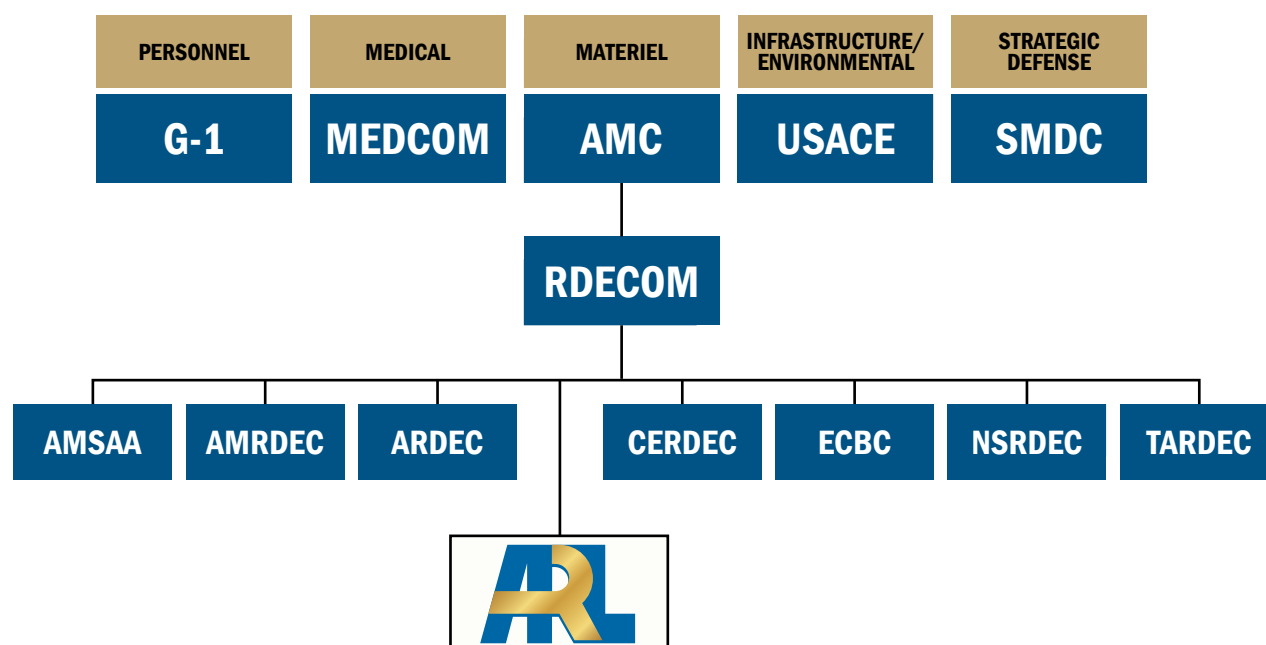 PERSONNEL
MEDICAL
MATERIEL
INFRASTRUCTURE/
ENVIRONMENTAL
STRATEGIC
DEFENSE
G-1
MEDCOM
AMC
USACE
SMDC
RDECOM
AMSAA
AMRDEC
ARDEC
CERDEC
ECBC
NSRDEC
TARDEC
ARL